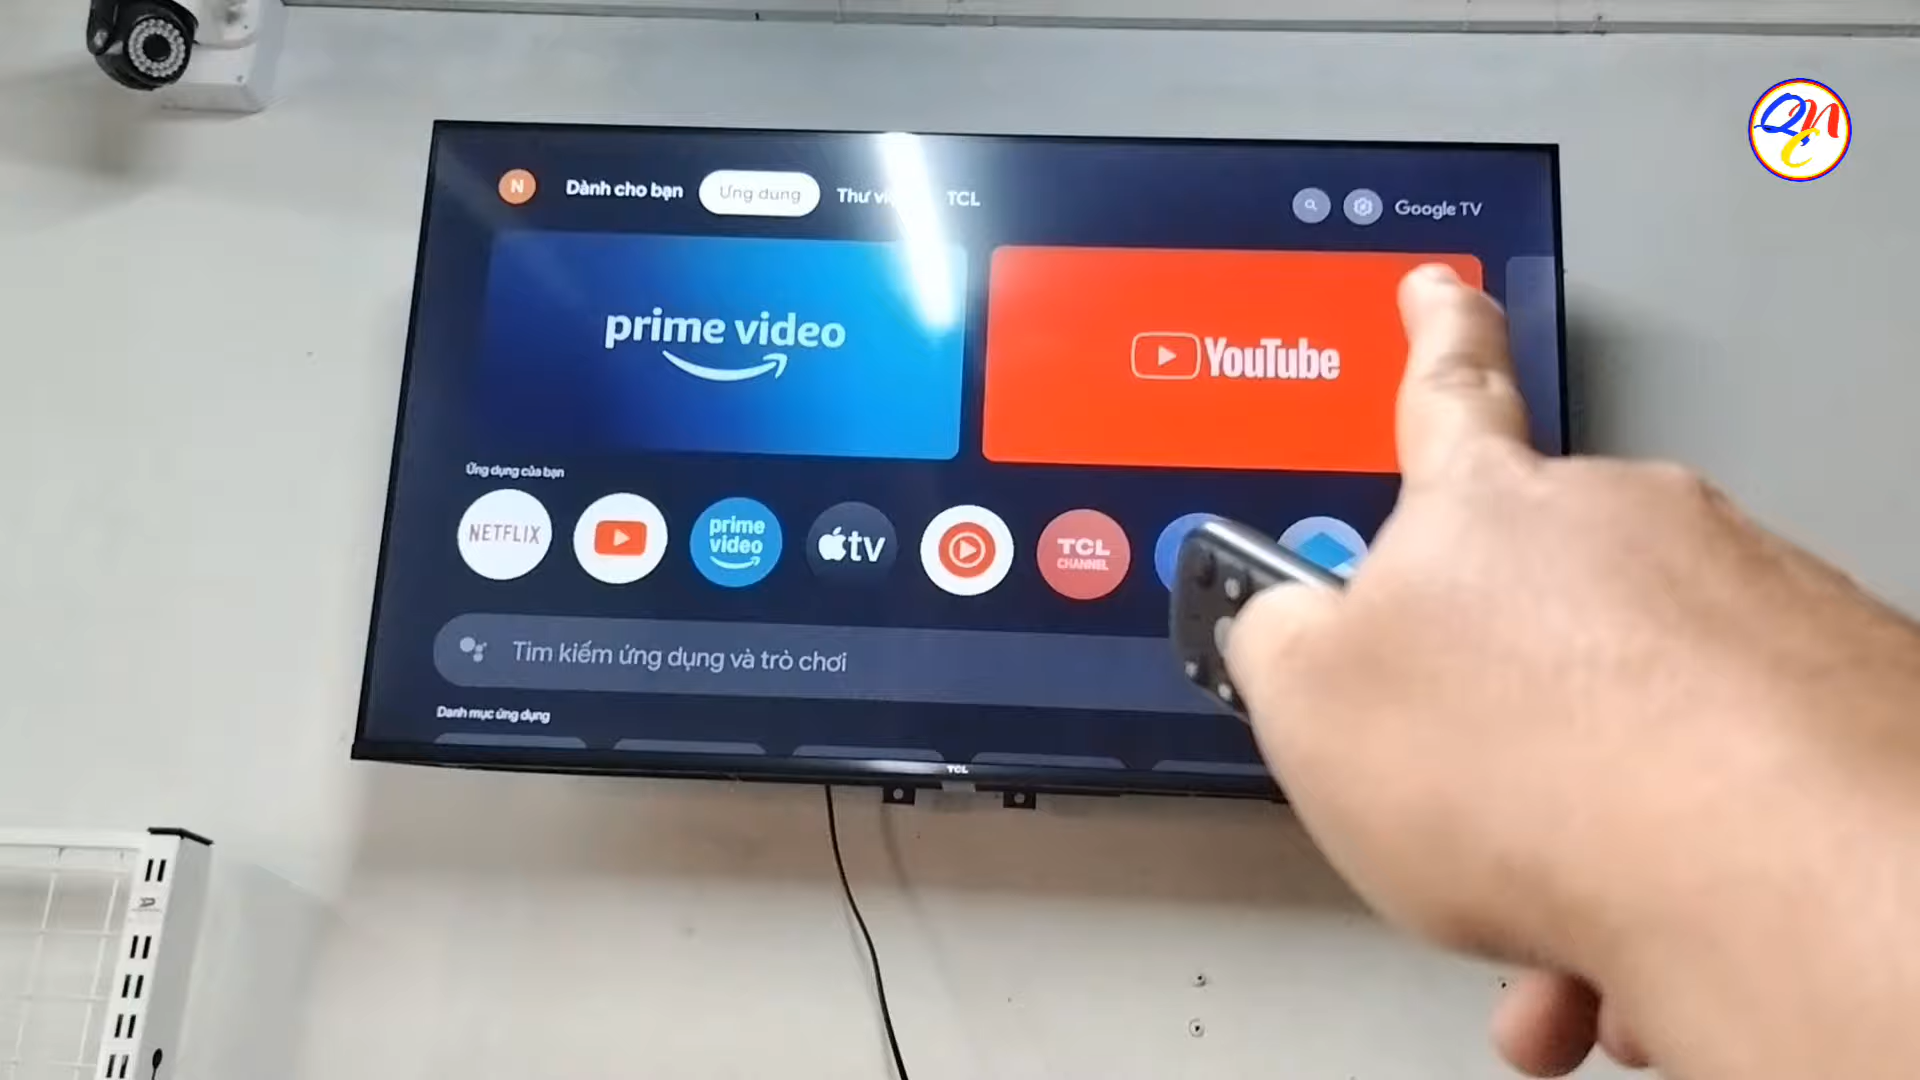 N Dành cho bạn Ứng dụng TCL Google TV
prime video
YouTube
Ứng dụng của bạn
NETFLIX
prime video
tv
TCL CHANNEL
Tìm kiếm ứng dụng và trò chơi
Danh mục ứng dụng
TCL
QNC